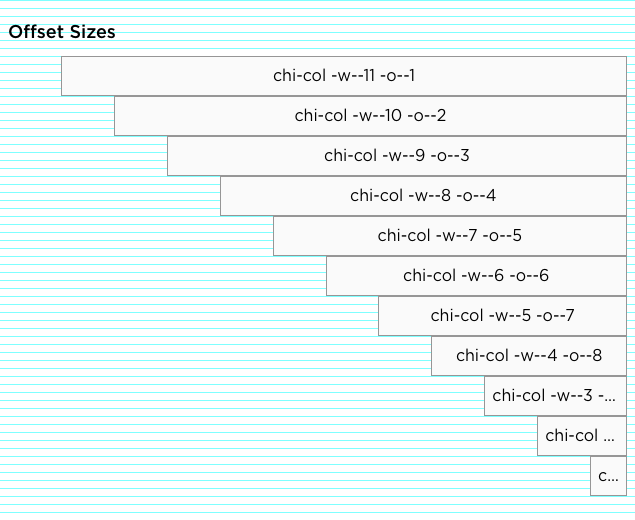 Offset Sizes
chi-col -w--11 -o--1
chi-col -w--10 -o--2
chi-col -w--9 -o--3
chi-col -w--8 -o--4
chi-col -w--7 -o--5
chi-col -w--6 -o--6
chi-col -w--5 -o--7
chi-col -w--4 -o--8
chi-col -w--3 -...
chi-col ...
c...